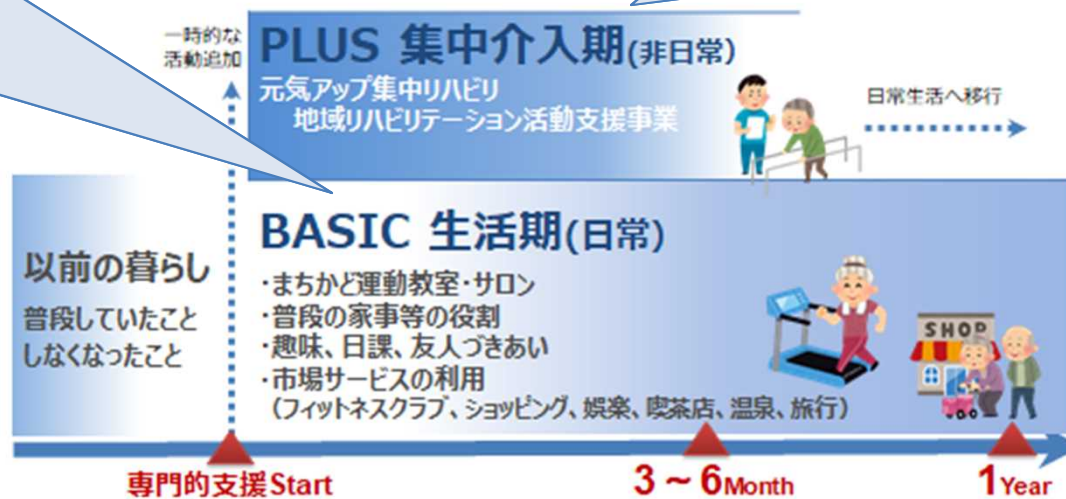 一時的な
活動追加
PLUS 集中介入期(非日常)
元気アップ集中リハビリ
地域リハビリテーション活動支援事業
日常生活へ移行
以前の暮らし
普段していたこと
しなくなったこと
BASIC 生活期(日常)
・まちかど運動教室・サロン
・普段の家事等の役割
・趣味、日課、友人づきあい
・市場サービスの利用
(フィットネスクラブ、ショッピング、娯楽、喫茶店、温泉、旅行)
SHOP
専門的支援Start
3～6Month
1Year